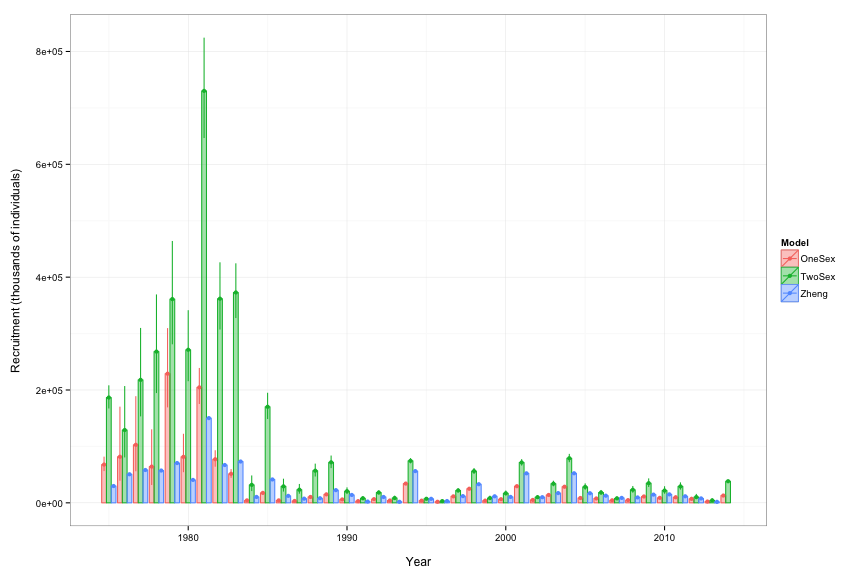 8e+05
6e+05
4e+05
2e+05
0e+00
Recruitment (thousands of individuals)
1980
1990
2000
2010
Year
Model
OneSex
TwoSex
Zheng